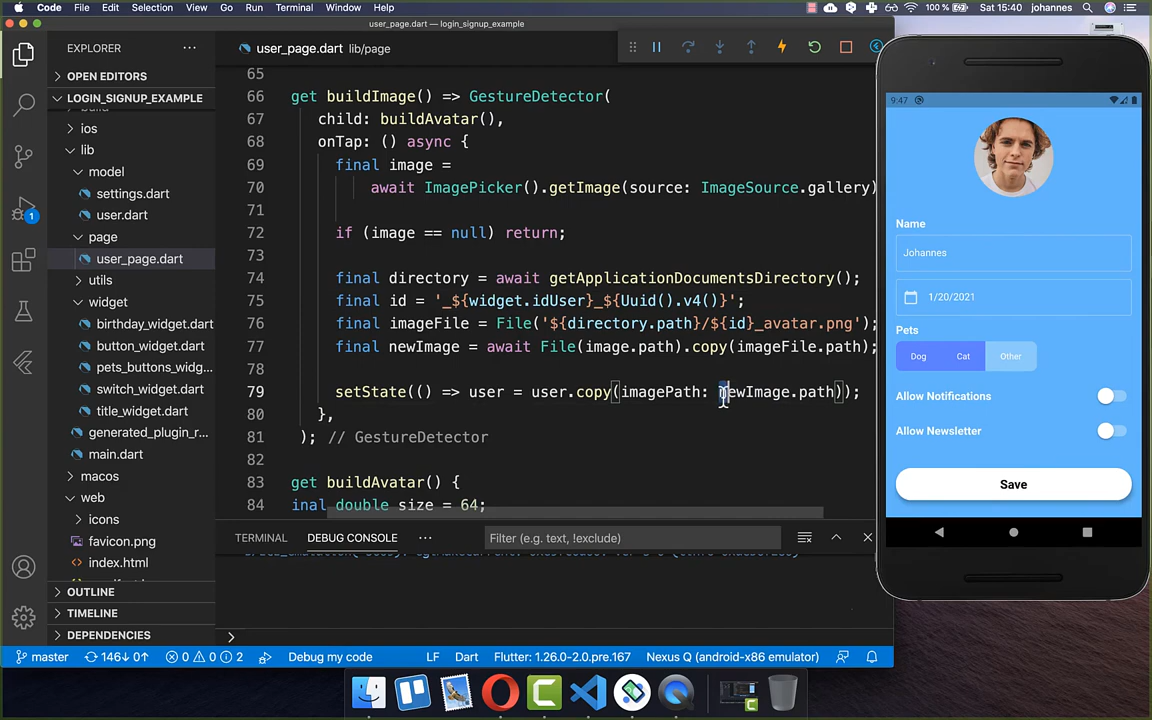 Code File Edit Selection View Go Run Terminal Window Help 100 % Sat 15:40 johannes
user_page.dart — login_signup_example
EXPLORER
user_page.dart lib/page
OPEN EDITORS
LOGIN_SIGNUP_EXAMPLE
ios
lib
model
settings.dart
user.dart
page
user_page.dart
utils
widget
birthday_widget.dart
button_widget.dart
pets_buttons_widg...
switch_widget.dart
title_widget.dart
generated_plugin_r...
main.dart
macos
web
icons
favicon.png
index.html
OUTLINE
TIMELINE
DEPENDENCIES
65
66 get buildImage() => GestureDetector(
67 child: buildAvatar(),
68 onTap: () async {
69 final image =
70 await ImagePicker().getImage(source: ImageSource.gallery)
71
72 if (image == null) return;
73
74 final directory = await getApplicationDocumentsDirectory();
75 final id = '_${widget.idUser}_${Uuid().v4()}';
76 final imageFile = File('${directory.path}/${id}_avatar.png');
77 final newImage = await File(image.path).copy(imageFile.path);
78
79 setState(() => user = user.copy(imagePath: newImage.path));
80 },
81 ); // GestureDetector
82
83 get buildAvatar() {
84 inal double size = 64;
TERMINAL DEBUG CONSOLE ... Filter (e.g. text, !exclude)
master 146↓ 0↑ 0 0 2 Debug my code LF Dart Flutter: 1.26.0-2.0.pre.167 Nexus Q (android-x86 emulator)
1
9:47
Name
Johannes
1/20/2021
Pets
Dog Cat Other
Allow Notifications
Allow Newsletter
Save